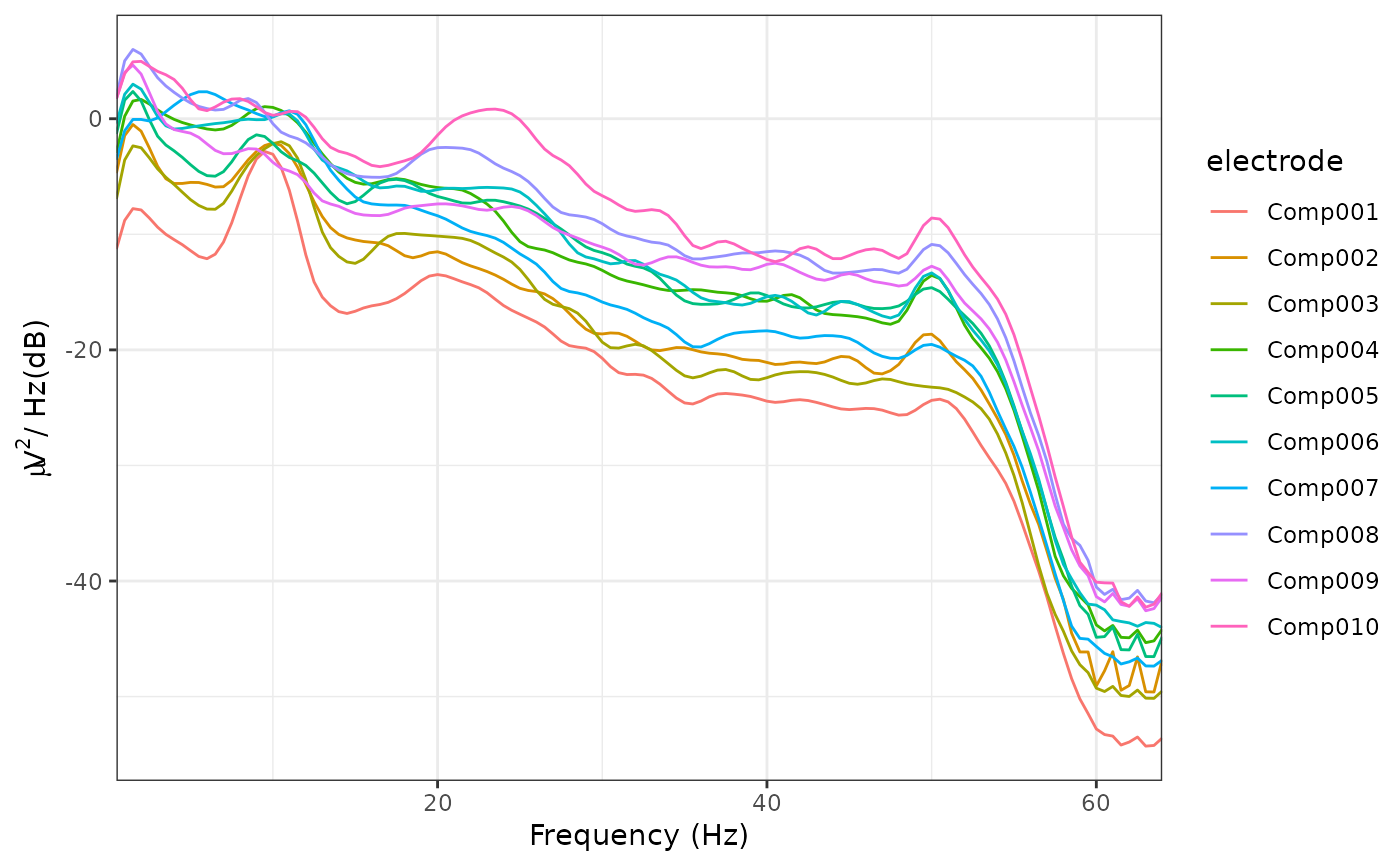 μV²/ Hz(dB)
0
-20
-40
20
40
60
Frequency (Hz)
electrode
Comp001
Comp002
Comp003
Comp004
Comp005
Comp006
Comp007
Comp008
Comp009
Comp010